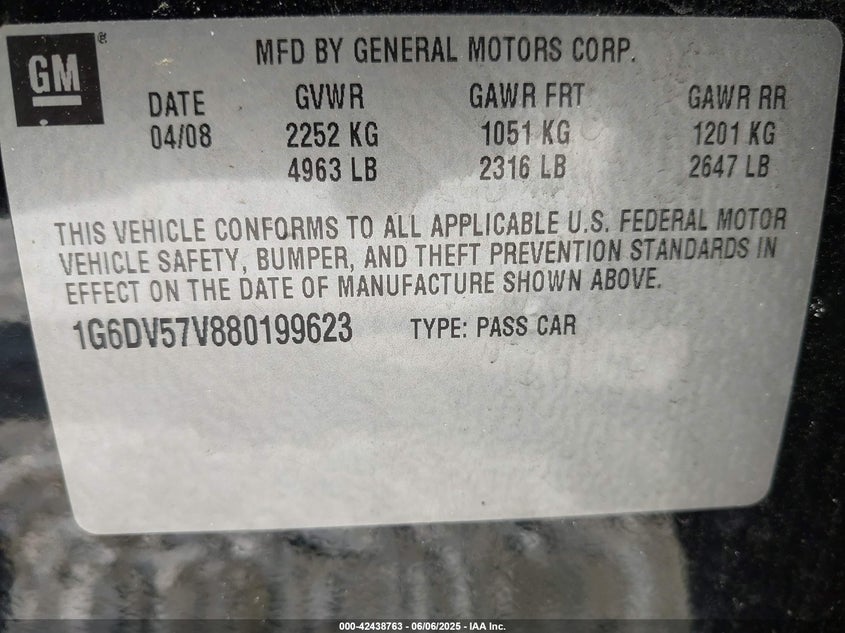 GM ®
MFD BY GENERAL MOTORS CORP.
DATE GVWR GAWR FRT GAWR RR
04/08 2252 KG 1051 KG 1201 KG
4963 LB 2316 LB 2647 LB
THIS VEHICLE CONFORMS TO ALL APPLICABLE U.S. FEDERAL MOTOR
VEHICLE SAFETY, BUMPER, AND THEFT PREVENTION STANDARDS IN
EFFECT ON THE DATE OF MANUFACTURE SHOWN ABOVE.
1G6DV57V880199623 TYPE: PASS CAR
000-42438763 - 06/06/2025 - IAA Inc.